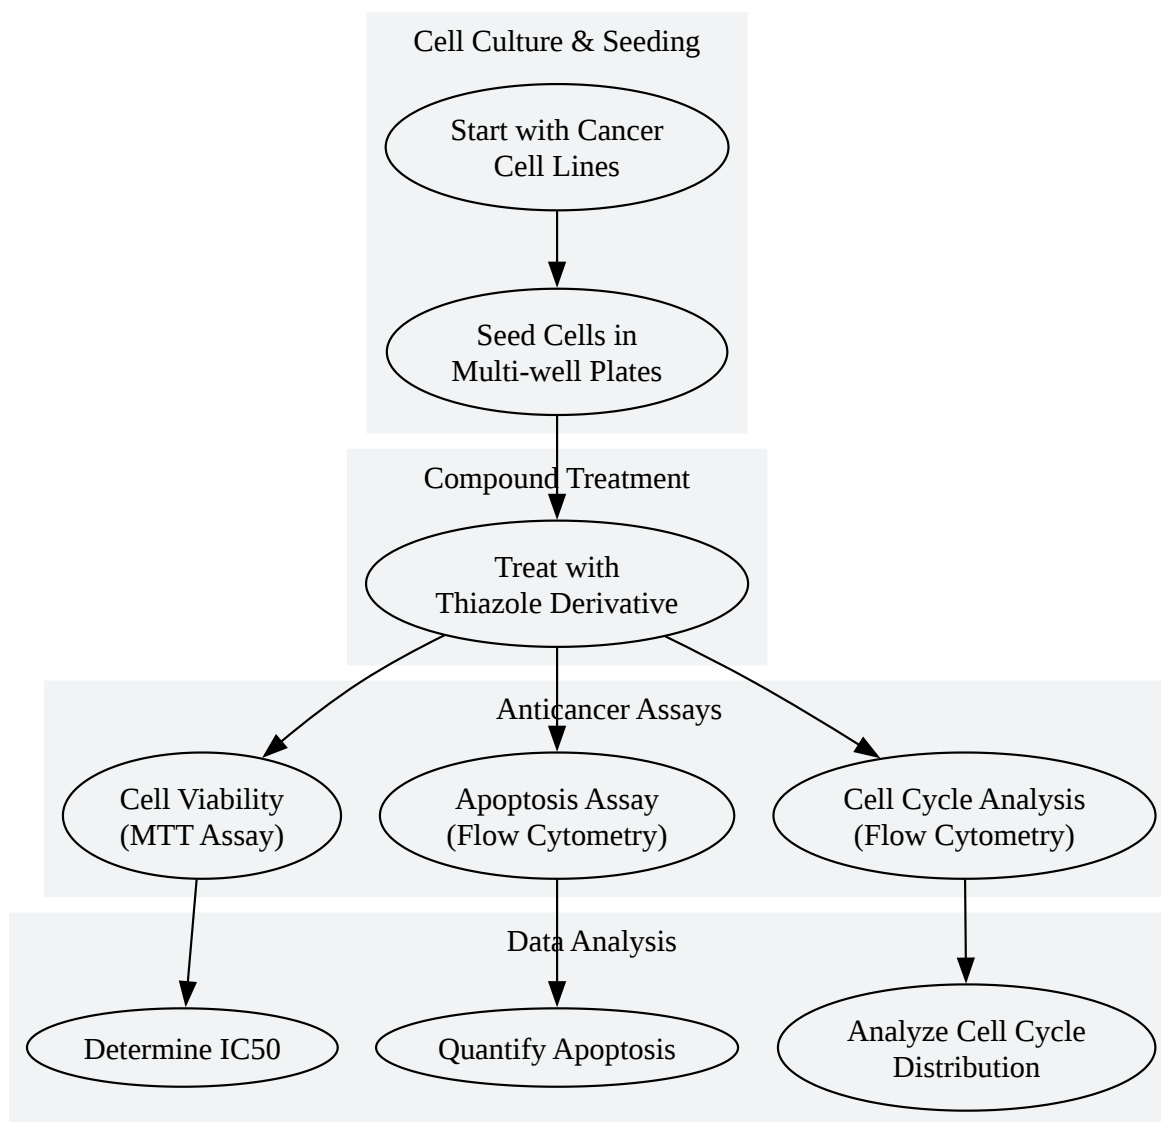 Cell Culture & Seeding
Start with Cancer
Cell Lines
Seed Cells in
Multi-well Plates
Compound Treatment
Treat with
Thiazole Derivative
Anticancer Assays
Cell Viability
(MTT Assay)
Apoptosis Assay
(Flow Cytometry)
Cell Cycle Analysis
(Flow Cytometry)
Data Analysis
Determine IC50
Quantify Apoptosis
Analyze Cell Cycle
Distribution